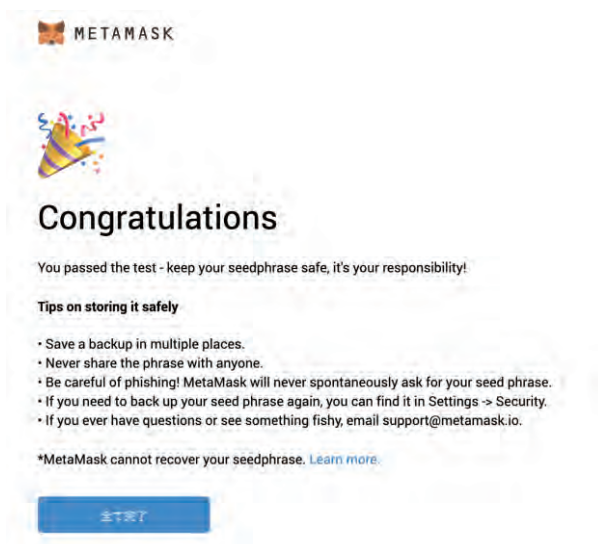 METAMASK
Congratulations
You passed the test - keep your seedphrase safe, it's your responsibility!
Tips on storing it safely
• Save a backup in multiple places.
• Never share the phrase with anyone.
• Be careful of phishing! MetaMask will never spontaneously ask for your seed phrase.
• If you need to back up your seed phrase again, you can find it in Settings -> Security.
• If you ever have questions or see something fishy, email support@metamask.io.
*MetaMask cannot recover your seedphrase. Learn more.
全て完了